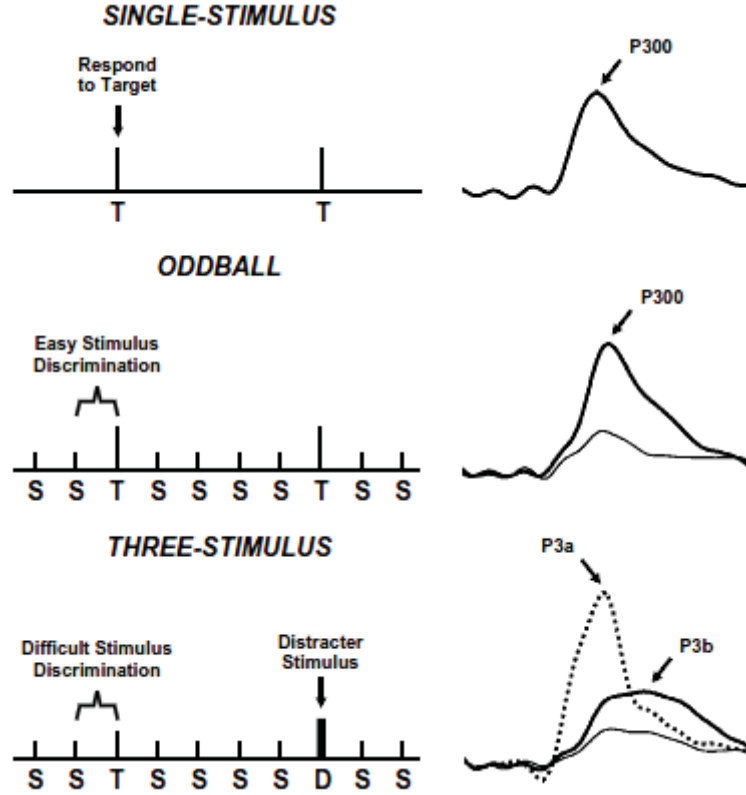 SINGLE-STIMULUS
Respond
to Target
P300
T T
ODDBALL
P300
Easy Stimulus
Discrimination
S S T S S S S T S S
THREE-STIMULUS
P3a
Difficult Stimulus
Discrimination
Distracter
Stimulus
P3b
S S T S S S S D S S